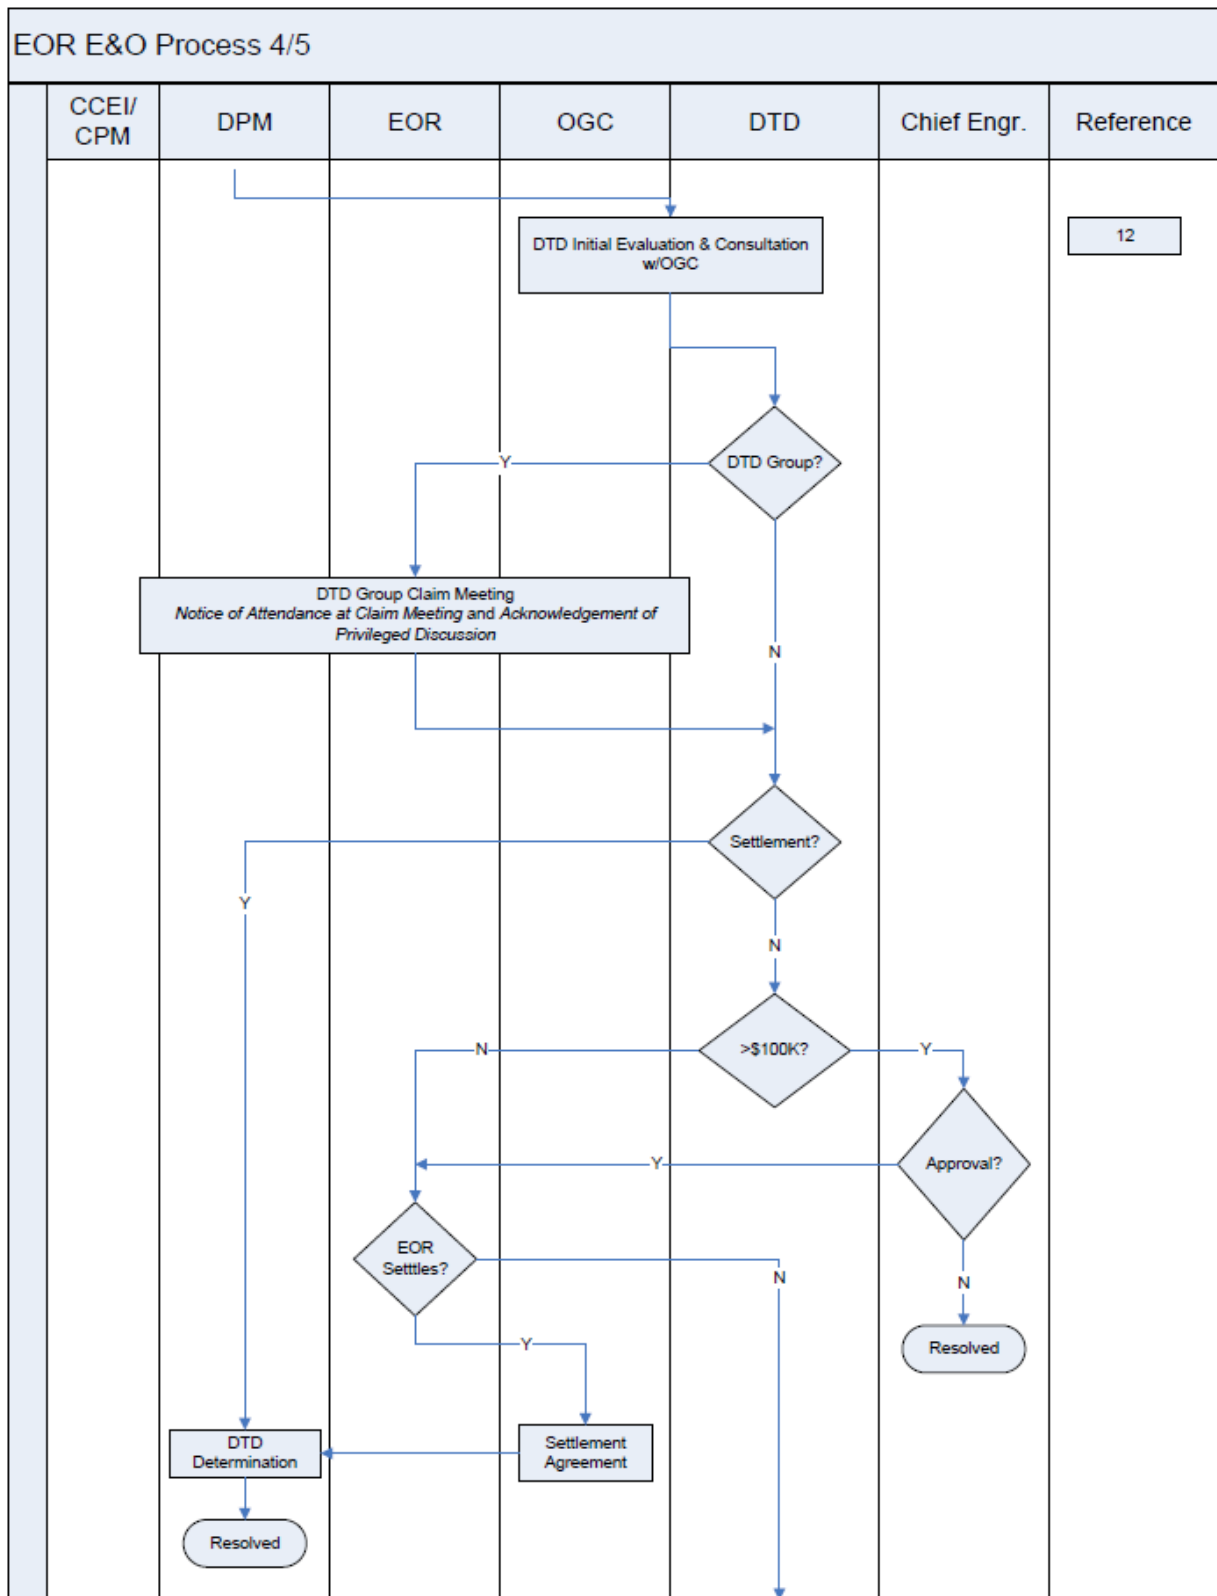 EOR E&O Process 4/5
CCEI/
CPM
DPM
EOR
OGC
DTD
Chief Engr.
Reference
DTD Initial Evaluation & Consultation
w/OGC
12
DTD Group?
Y
DTD Group Claim Meeting
Notice of Attendance at Claim Meeting and Acknowledgement of
Privileged Discussion
N
Settlement?
Y
N
>$100K?
N
Y
Approval?
Y
EOR
Setttles?
N
N
Y
Resolved
DTD
Determination
Settlement
Agreement
Resolved